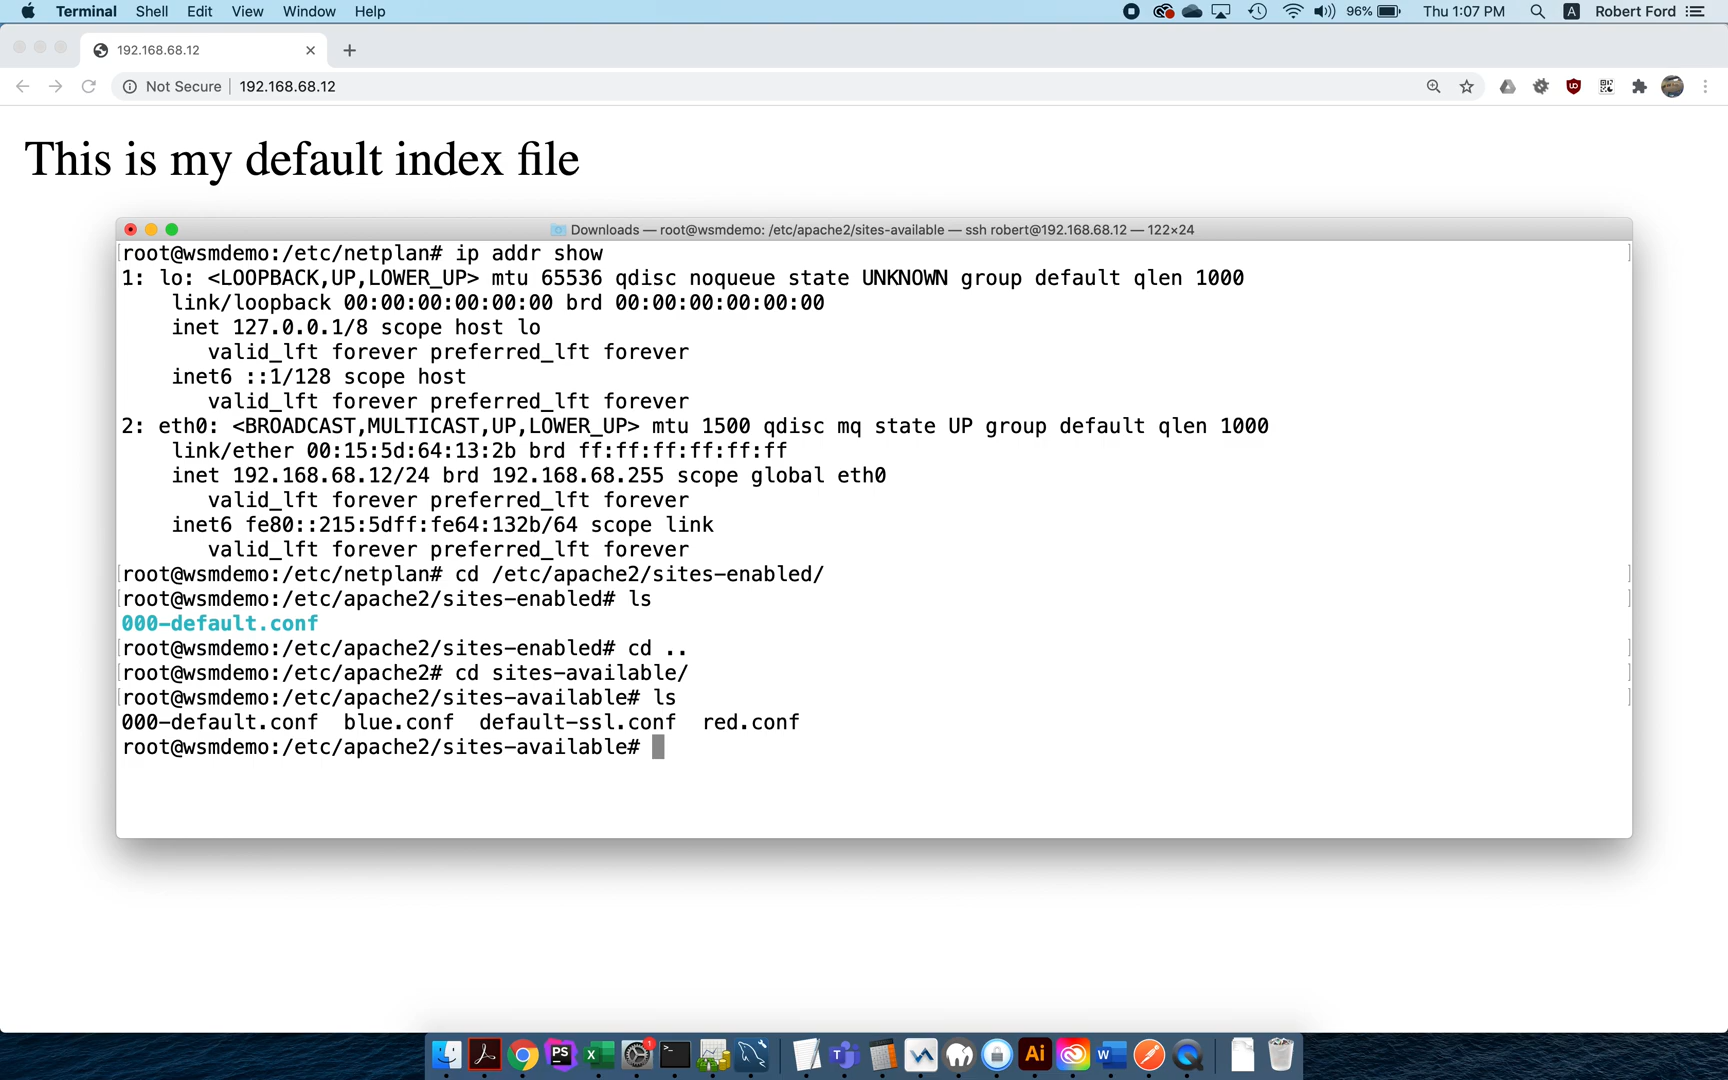 Terminal Shell Edit View Window Help 96% Thu 1:07 PM A Robert Ford
192.168.68.12
Not Secure 192.168.68.12
This is my default index file
Downloads — root@wsmdemo: /etc/apache2/sites-available — ssh robert@192.168.68.12 — 122×24
[root@wsmdemo:/etc/netplan# ip addr show ]
1: lo: <LOOPBACK,UP,LOWER_UP> mtu 65536 qdisc noqueue state UNKNOWN group default qlen 1000
link/loopback 00:00:00:00:00:00 brd 00:00:00:00:00:00
inet 127.0.0.1/8 scope host lo
valid_lft forever preferred_lft forever
inet6 ::1/128 scope host
valid_lft forever preferred_lft forever
2: eth0: <BROADCAST,MULTICAST,UP,LOWER_UP> mtu 1500 qdisc mq state UP group default qlen 1000
link/ether 00:15:5d:64:13:2b brd ff:ff:ff:ff:ff:ff
inet 192.168.68.12/24 brd 192.168.68.255 scope global eth0
valid_lft forever preferred_lft forever
inet6 fe80::215:5dff:fe64:132b/64 scope link
valid_lft forever preferred_lft forever
[root@wsmdemo:/etc/netplan# cd /etc/apache2/sites-enabled/ ]
[root@wsmdemo:/etc/apache2/sites-enabled# ls ]
000-default.conf
[root@wsmdemo:/etc/apache2/sites-enabled# cd .. ]
[root@wsmdemo:/etc/apache2# cd sites-available/ ]
[root@wsmdemo:/etc/apache2/sites-available# ls ]
000-default.conf blue.conf default-ssl.conf red.conf
root@wsmdemo:/etc/apache2/sites-available#
PS X 1 >_ T Ai W